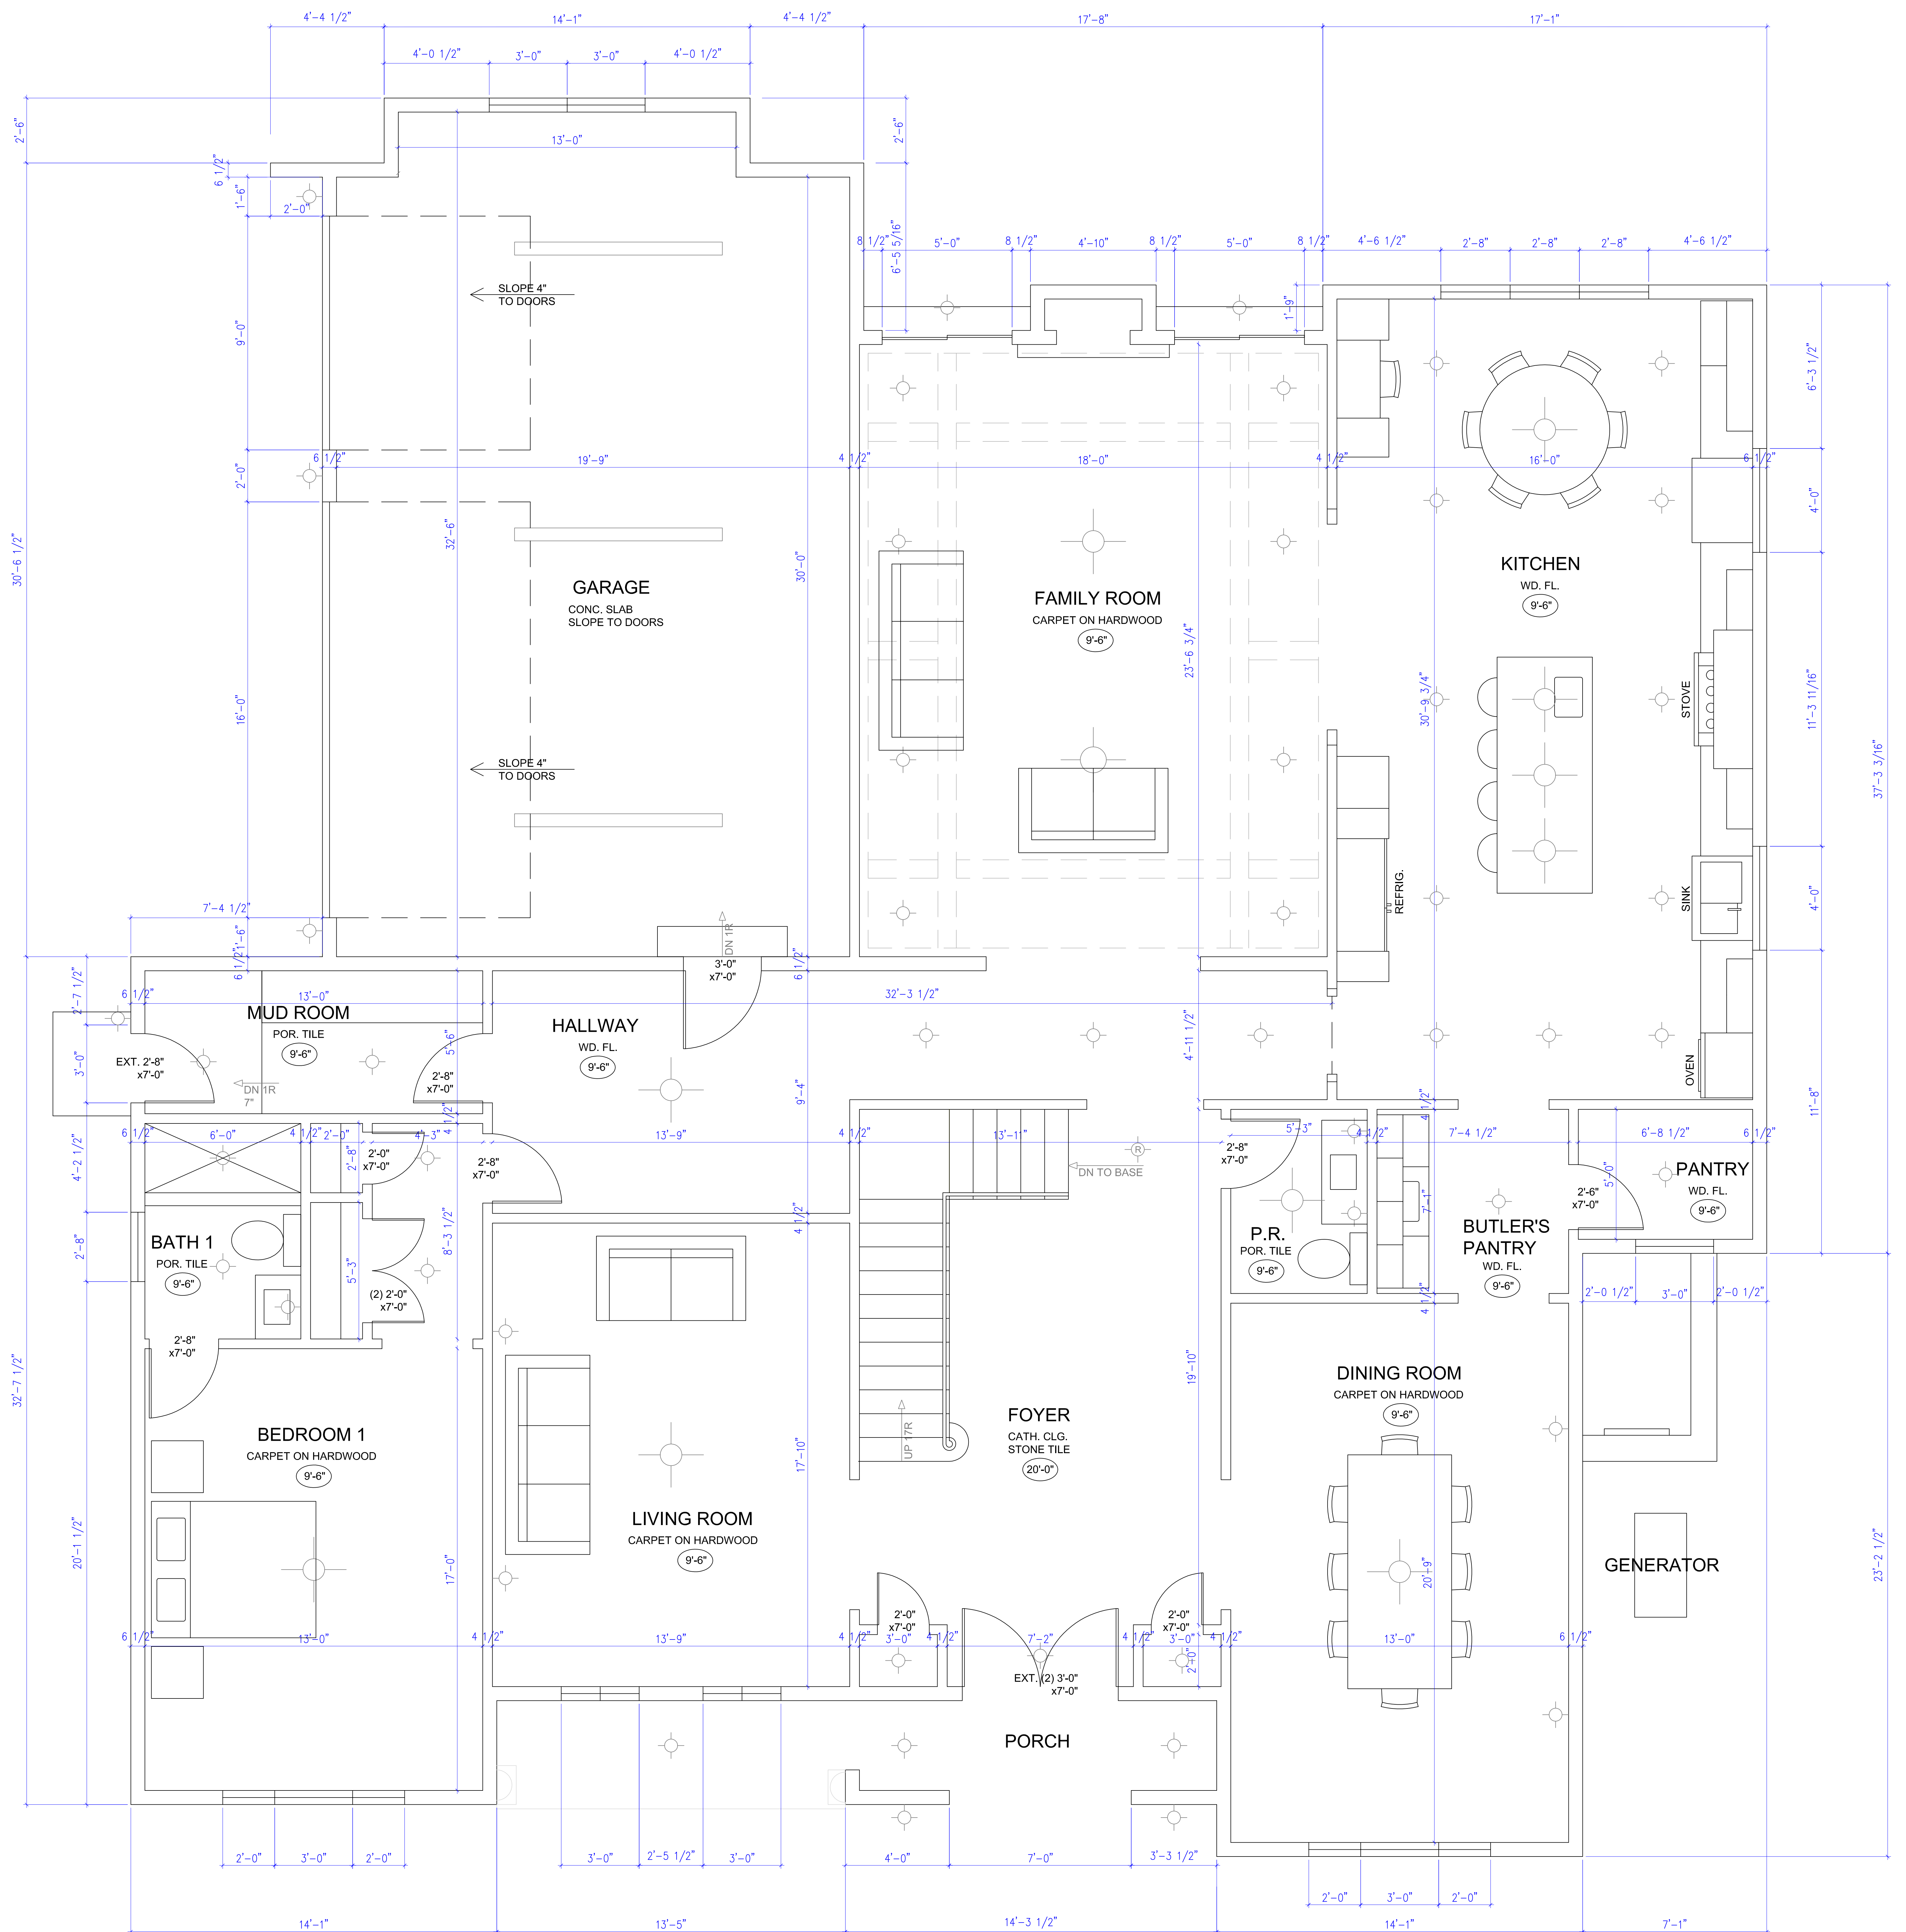 4'-4 1/2"
14'-1"
4'-4 1/2"
17'-8"
17'-1"
4'-0 1/2"
3'-0"
3'-0"
4'-0 1/2"
2'-6"
2'-6"
13'-0"
6 1/2"
1'-6"
2'-0"
6'-5 5/16"
8 1/2"
5'-0"
8 1/2"
4'-10"
8 1/2"
5'-0"
8 1/2"
4'-6 1/2"
2'-8"
2'-8"
2'-8"
4'-6 1/2"
1'-9"
SLOPE 4"
TO DOORS
9'-0"
6'-3 1/2"
6 1/2"
19'-9"
4 1/2"
18'-0"
4 1/2"
16'-0"
6 1/2"
2'-0"
4'-0"
30'-6 1/2"
32'-6"
30'-0"
GARAGE
CONC. SLAB
SLOPE TO DOORS
FAMILY ROOM
CARPET ON HARDWOOD
9'-6"
KITCHEN
WD. FL.
9'-6"
23'-6 3/4"
30'-9 3/4"
STOVE
11'-3 11/16"
37'-3 3/16"
16'-0"
SLOPE 4"
TO DOORS
REFRIG.
SINK
4'-0"
7'-4 1/2"
1'-6"
6 1/2"
DN 1R
3'-0"
x7'-0"
6 1/2"
2'-7 1/2"
6 1/2"
13'-0"
32'-3 1/2"
MUD ROOM
POR. TILE
9'-6"
HALLWAY
WD. FL.
9'-6"
5'-6"
4'-11 1/2"
3'-0"
EXT. 2'-8"
x7'-0"
2'-8"
x7'-0"
DN 1R
7"
9'-4"
OVEN
11'-8"
4 1/2"
4 1/2"
6 1/2"
6'-0"
4 1/2"
2'-0"
4'-3"
13'-9"
4 1/2"
13'-11"
5'-3"
4 1/2"
7'-4 1/2"
6'-8 1/2"
6 1/2"
4'-2 1/2"
2'-8"
2'-0"
x7'-0"
2'-8"
x7'-0"
R
DN TO BASE
2'-8"
x7'-0"
7'-1"
5'-0"
PANTRY
WD. FL.
9'-6"
2'-6"
x7'-0"
4 1/2"
BATH 1
POR. TILE
9'-6"
2'-8"
8'-3 1/2"
5'-3"
(2) 2'-0"
x7'-0"
P.R.
POR. TILE
9'-6"
BUTLER'S
PANTRY
WD. FL.
9'-6"
4 1/2"
2'-0 1/2"
3'-0"
2'-0 1/2"
2'-8"
x7'-0"
32'-7 1/2"
19'-10"
DINING ROOM
CARPET ON HARDWOOD
9'-6"
BEDROOM 1
CARPET ON HARDWOOD
9'-6"
UP 17R
17'-10"
FOYER
CATH. CLG.
STONE TILE
20'-0"
LIVING ROOM
CARPET ON HARDWOOD
9'-6"
20'-1 1/2"
17'-0"
20'-9"
GENERATOR
23'-2 1/2"
2'-0"
x7'-0"
2'-0"
x7'-0"
6 1/2"
13'-0"
4 1/2"
13'-9"
4 1/2"
3'-0"
4 1/2"
7'-2"
4 1/2"
3'-0"
4 1/2"
13'-0"
6 1/2"
2'-0"
EXT. (2) 3'-0"
x7'-0"
PORCH
2'-0"
3'-0"
2'-0"
3'-0"
2'-5 1/2"
3'-0"
4'-0"
7'-0"
3'-3 1/2"
2'-0"
3'-0"
2'-0"
14'-1"
13'-5"
14'-3 1/2"
14'-1"
7'-1"